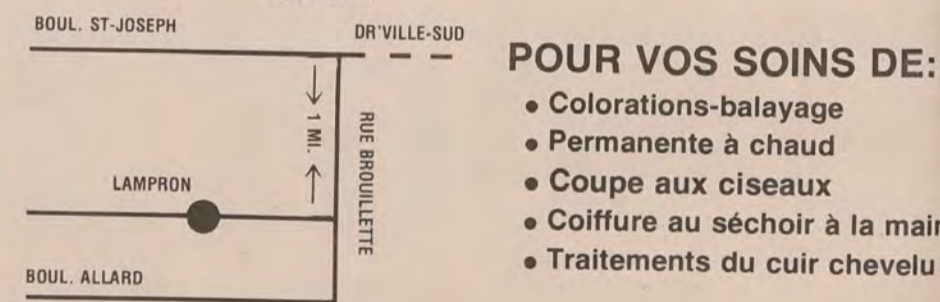 BOUL. ST-JOSEPH
DR'VILLE-SUD
1 MI.
RUE BROUILLETTE
LAMPRON
BOUL. ALLARD
POUR VOS SOINS DE:
• Colorations-balayage
• Permanente à chaud
• Coupe aux ciseaux
• Coiffure au séchoir à la main
• Traitements du cuir chevelu